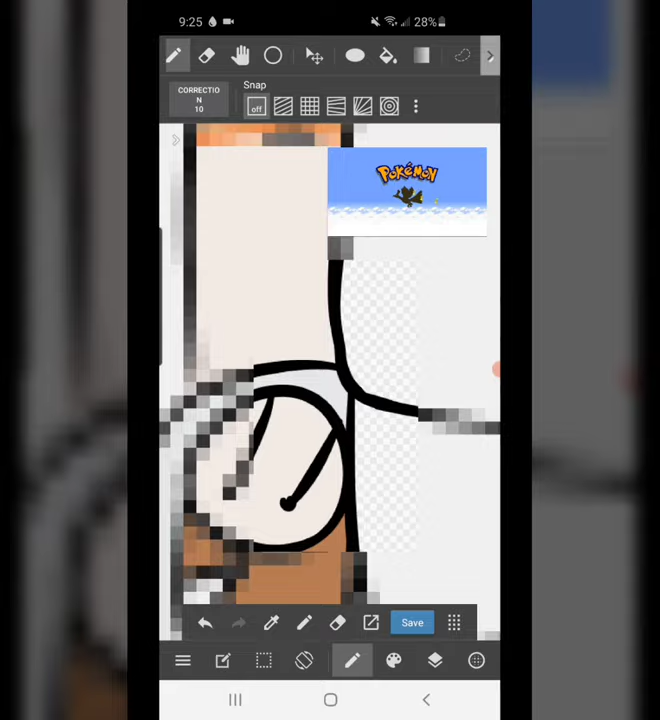 9:25
28%
CORRECTIO
N
10
Snap
off
POKéMON
Save